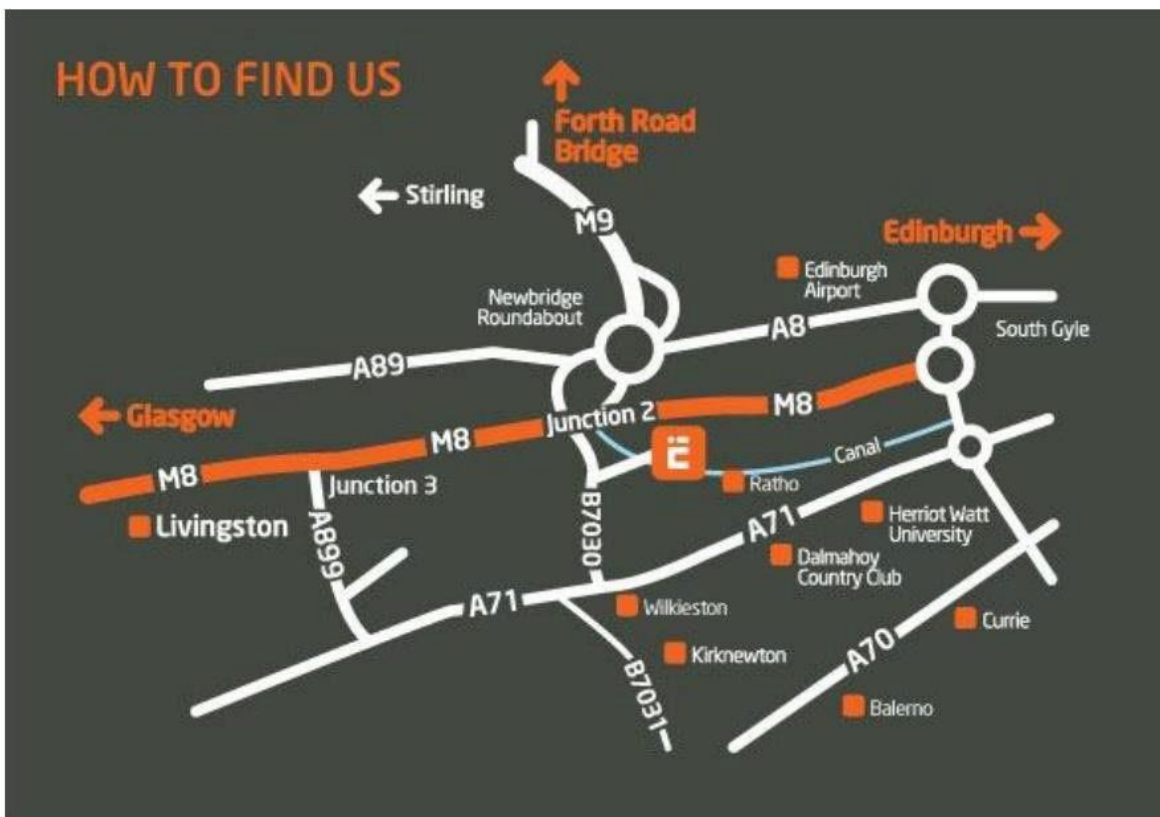 HOW TO FIND US
Forth Road
Bridge
Stirling
M9
Edinburgh
Edinburgh
Airport
Newbridge
Roundabout
A8
South Gyle
A89
Glasgow
Junction 2
M8
M8
M8
Junction 3
Canal
Ratho
Livingston
A899
B7030
A71
Herriot Watt
University
Dalmahoy
Country Club
A71
Wilkieston
Currie
Kirknewton
A70
B7031
Balerno